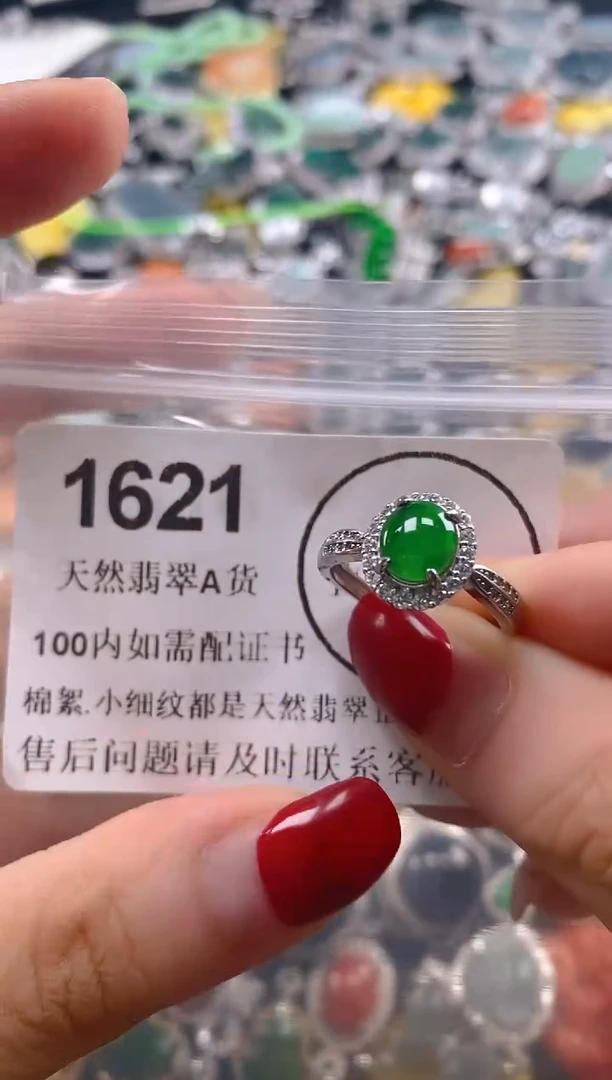 1621
天然翡翠A货
100内如需配证书
棉絮.小细纹都是天然翡翠
售后问题请及时联系客